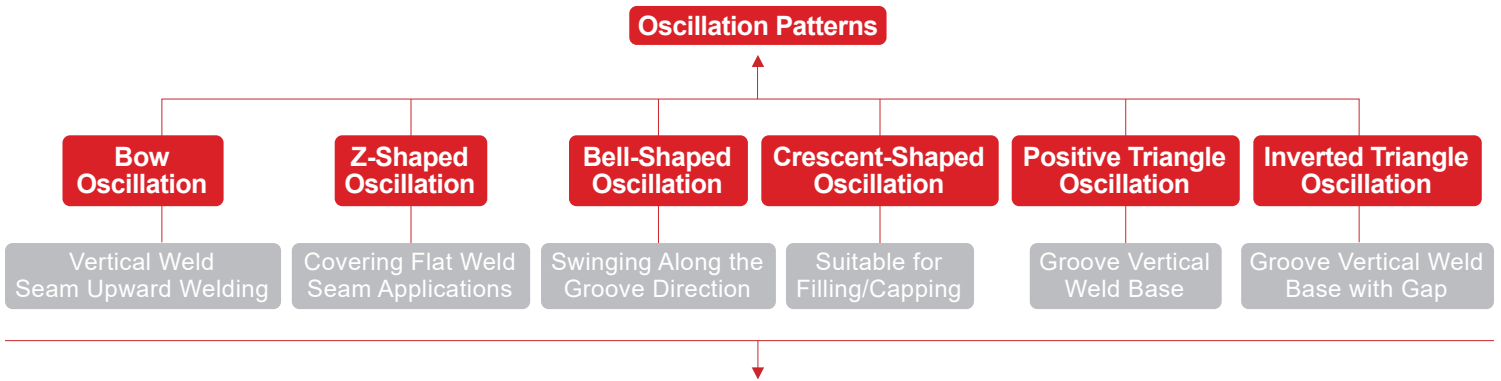 Oscillation Patterns
Bow
Oscillation
Z-Shaped
Oscillation
Bell-Shaped
Oscillation
Crescent-Shaped
Oscillation
Positive Triangle
Oscillation
Inverted Triangle
Oscillation
Vertical Weld
Seam Upward Welding
Covering Flat Weld
Seam Applications
Swinging Along the
Groove Direction
Suitable for
Filling/Capping
Groove Vertical
Weld Base
Groove Vertical Weld
Base with Gap